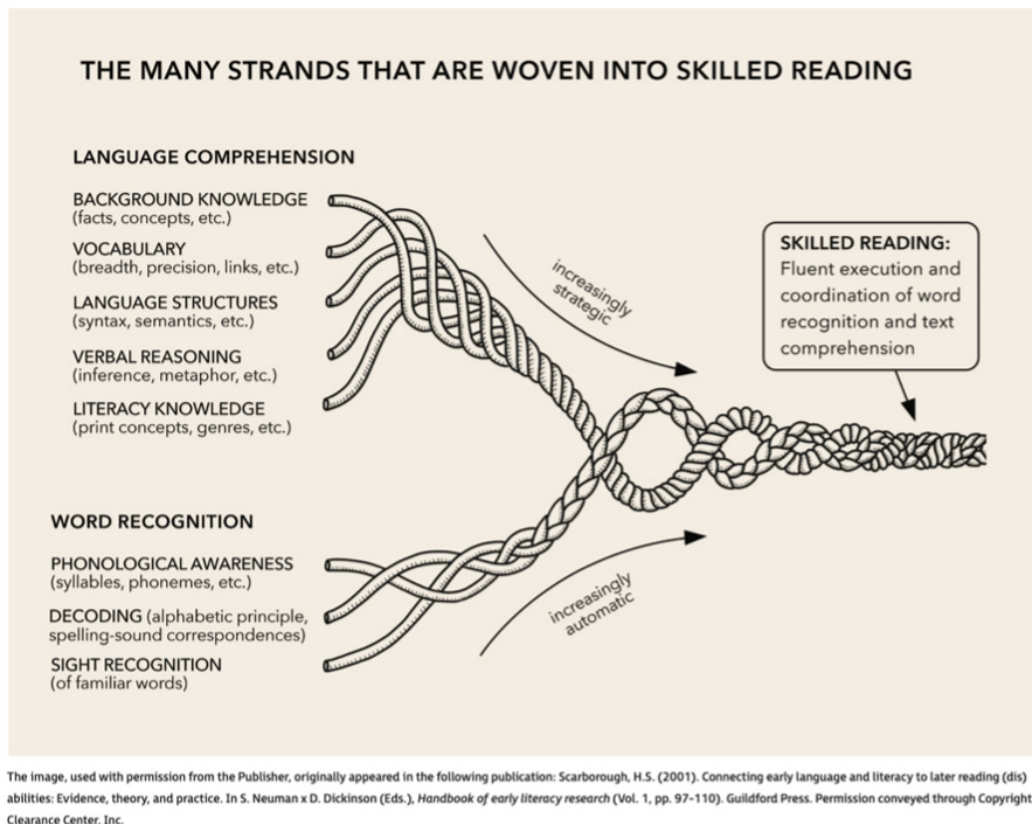 THE MANY STRANDS THAT ARE WOVEN INTO SKILLED READING
LANGUAGE COMPREHENSION
BACKGROUND KNOWLEDGE
(facts, concepts, etc.)
VOCABULARY
(breadth, precision, links, etc.)
LANGUAGE STRUCTURES
(syntax, semantics, etc.)
VERBAL REASONING
(inference, metaphor, etc.)
LITERACY KNOWLEDGE
(print concepts, genres, etc.)
increasingly
strategic
SKILLED READING:
Fluent execution and
coordination of word
recognition and text
comprehension
WORD RECOGNITION
PHONOLOGICAL AWARENESS
(syllables, phonemes, etc.)
DECODING (alphabetic principle,
spelling-sound correspondences)
SIGHT RECOGNITION
(of familiar words)
increasingly
automatic
The image, used with permission from the Publisher, originally appeared in the following publication: Scarborough, H.S. (2001). Connecting early language and literacy to later reading (dis)
abilities: Evidence, theory, and practice. In S. Neuman x D. Dickinson (Eds.), Handbook of early literacy research (Vol. 1, pp. 97-110). Guildford Press. Permission conveyed through Copyright
Clearance Center, Inc.